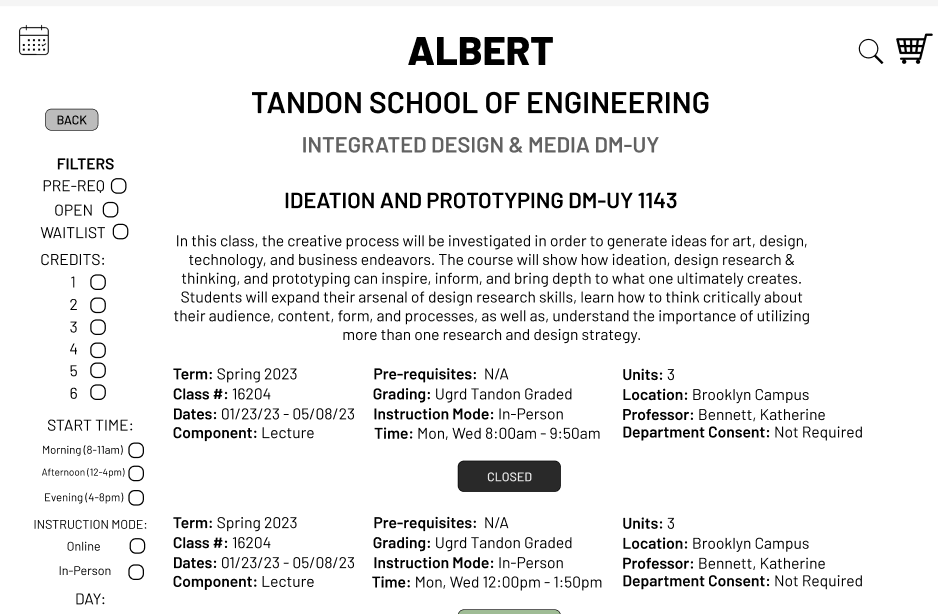 ALBERT
TANDON SCHOOL OF ENGINEERING
INTEGRATED DESIGN & MEDIA DM-UY
BACK
FILTERS
PRE-REQ
OPEN
WAITLIST
CREDITS:
1
2
3
4
5
6
START TIME:
Morning (8-11am)
Afternoon (12-4pm)
Evening (4-8pm)
INSTRUCTION MODE:
Online
In-Person
DAY:
IDEATION AND PROTOTYPING DM-UY 1143
In this class, the creative process will be investigated in order to generate ideas for art, design,
technology, and business endeavors. The course will show how ideation, design research &
thinking, and prototyping can inspire, inform, and bring depth to what one ultimately creates.
Students will expand their arsenal of design research skills, learn how to think critically about
their audience, content, form, and processes, as well as, understand the importance of utilizing
more than one research and design strategy.
Term: Spring 2023
Class #: 16204
Dates: 01/23/23 - 05/08/23
Component: Lecture
Pre-requisites: N/A
Grading: Ugrd Tandon Graded
Instruction Mode: In-Person
Time: Mon, Wed 8:00am - 9:50am
Units: 3
Location: Brooklyn Campus
Professor: Bennett, Katherine
Department Consent: Not Required
CLOSED
Term: Spring 2023
Class #: 16204
Dates: 01/23/23 - 05/08/23
Component: Lecture
Pre-requisites: N/A
Grading: Ugrd Tandon Graded
Instruction Mode: In-Person
Time: Mon, Wed 12:00pm - 1:50pm
Units: 3
Location: Brooklyn Campus
Professor: Bennett, Katherine
Department Consent: Not Required